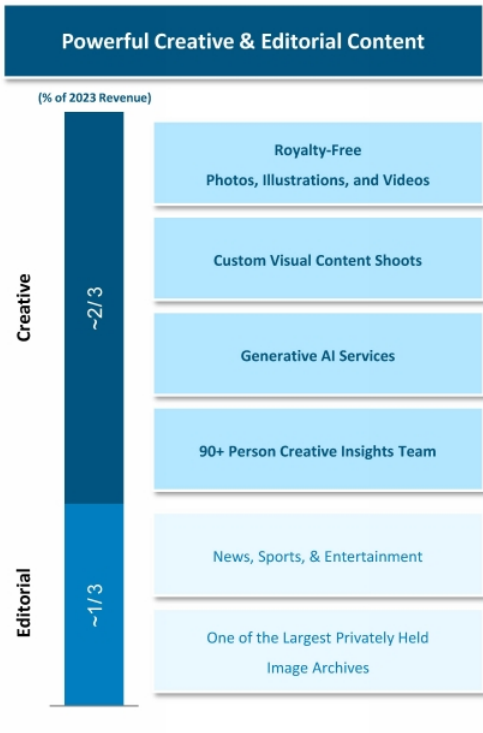 Powerful Creative & Editorial Content
(% of 2023 Revenue)
Creative
~2/3
Royalty-Free
Photos, Illustrations, and Videos
Custom Visual Content Shoots
Generative AI Services
90+ Person Creative Insights Team
Editorial
~1/3
News, Sports, & Entertainment
One of the Largest Privately Held
Image Archives